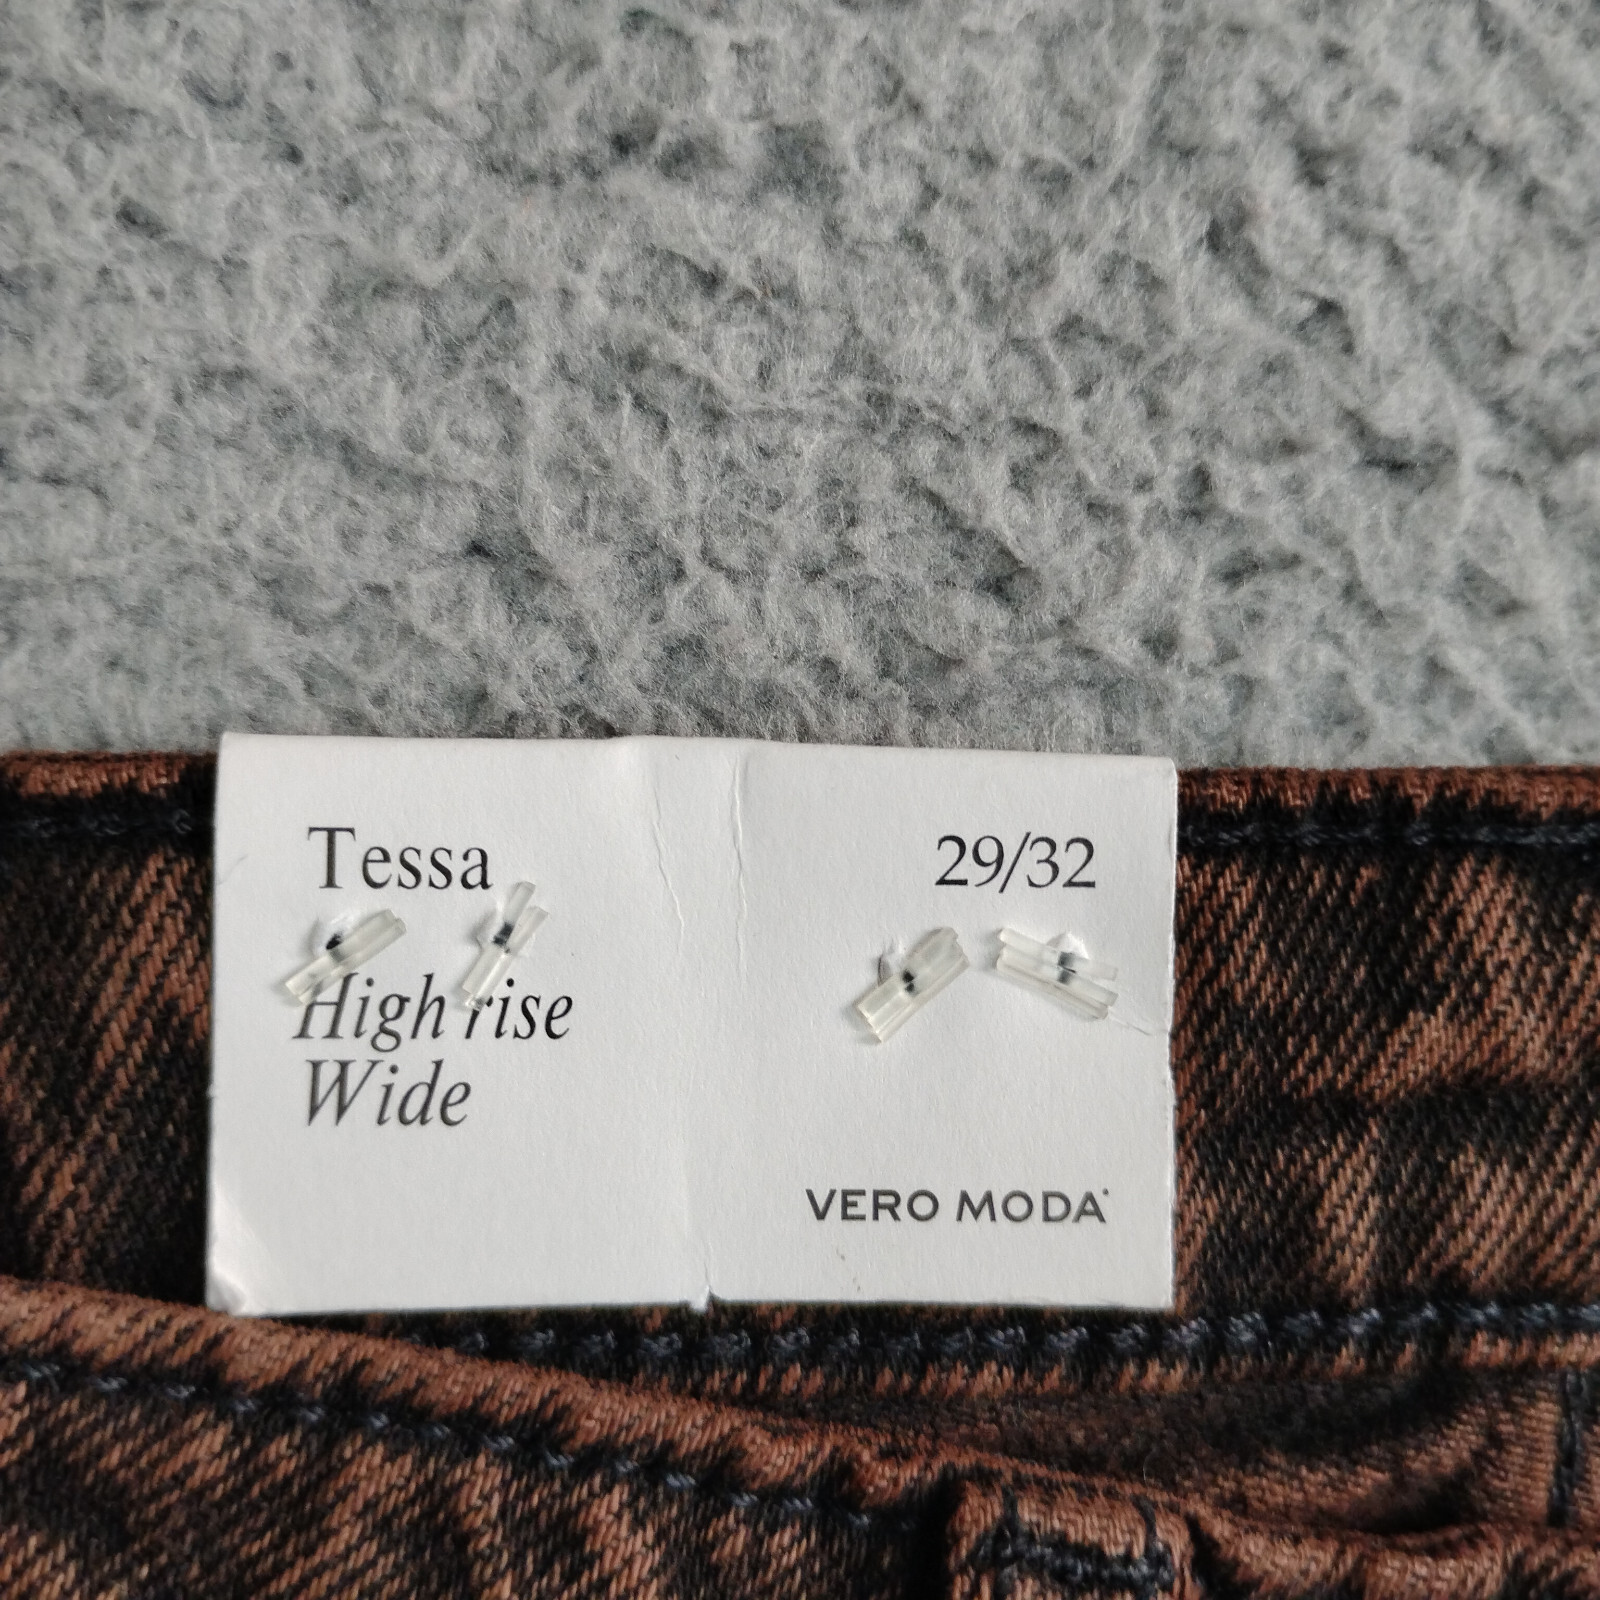 Tessa
29/32
High rise
Wide
VERO MODA